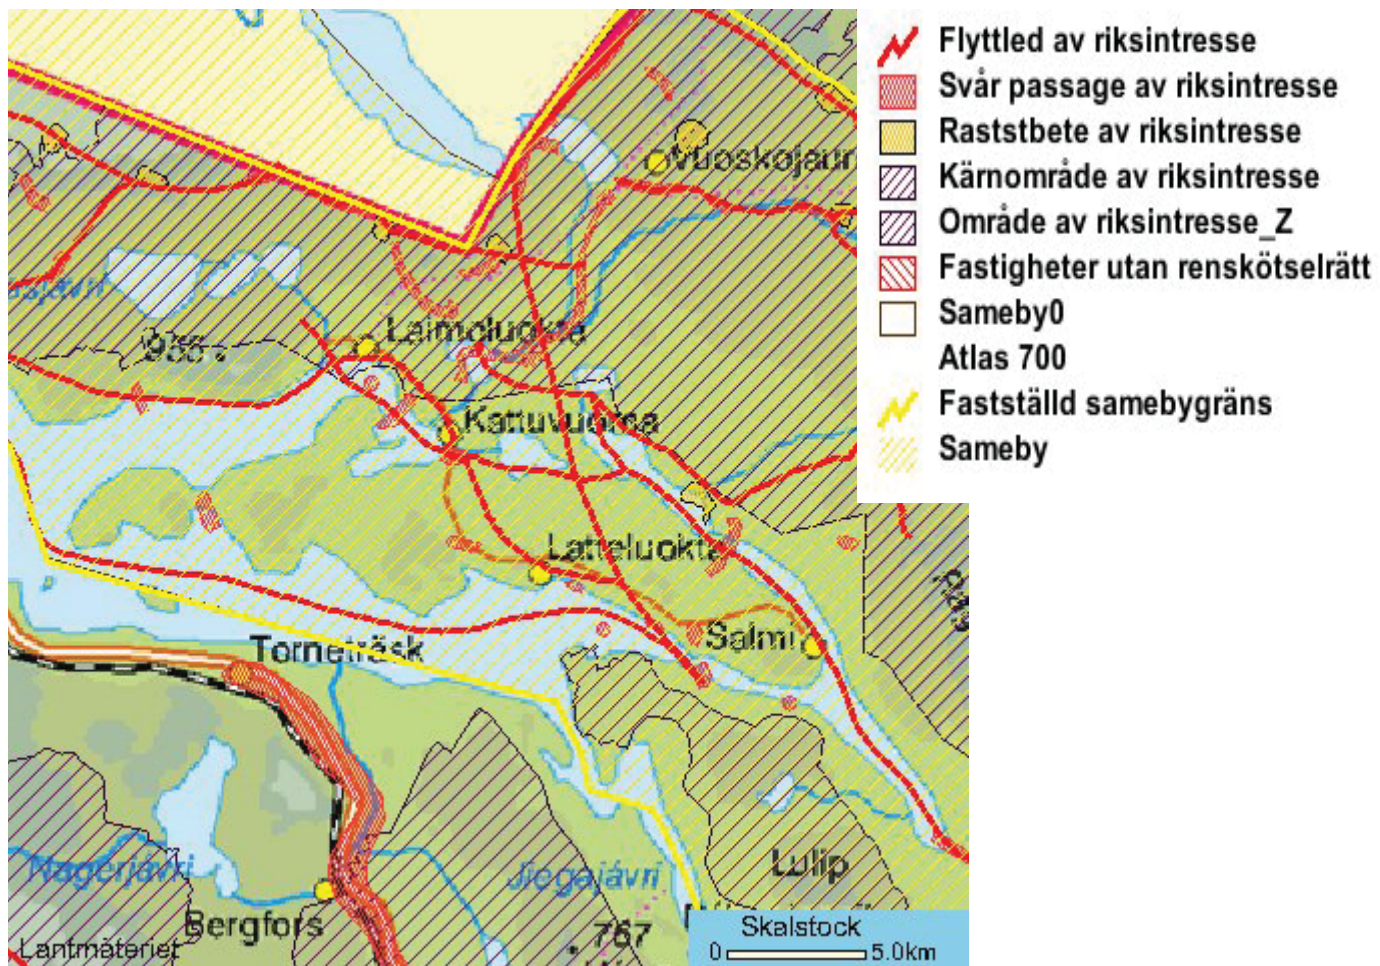 Flyttled av riksintresse
Svår passage av riksintresse
Raststbete av riksintresse
Kärnområde av riksintresse
Område av riksintresse_Z
Fastigheter utan renskötselrätt
Sameby0
Atlas 700
Fastställd samebygräns
Sameby
Vuoskojaur
Laimoluokta
Kattuvuoma
Latteluokta
Salmi
Torneträsk
Nagerjávri
Jiegajávri
Lulip
Bergfors
767
Lantmäteriet
Skalstock
0 5.0km